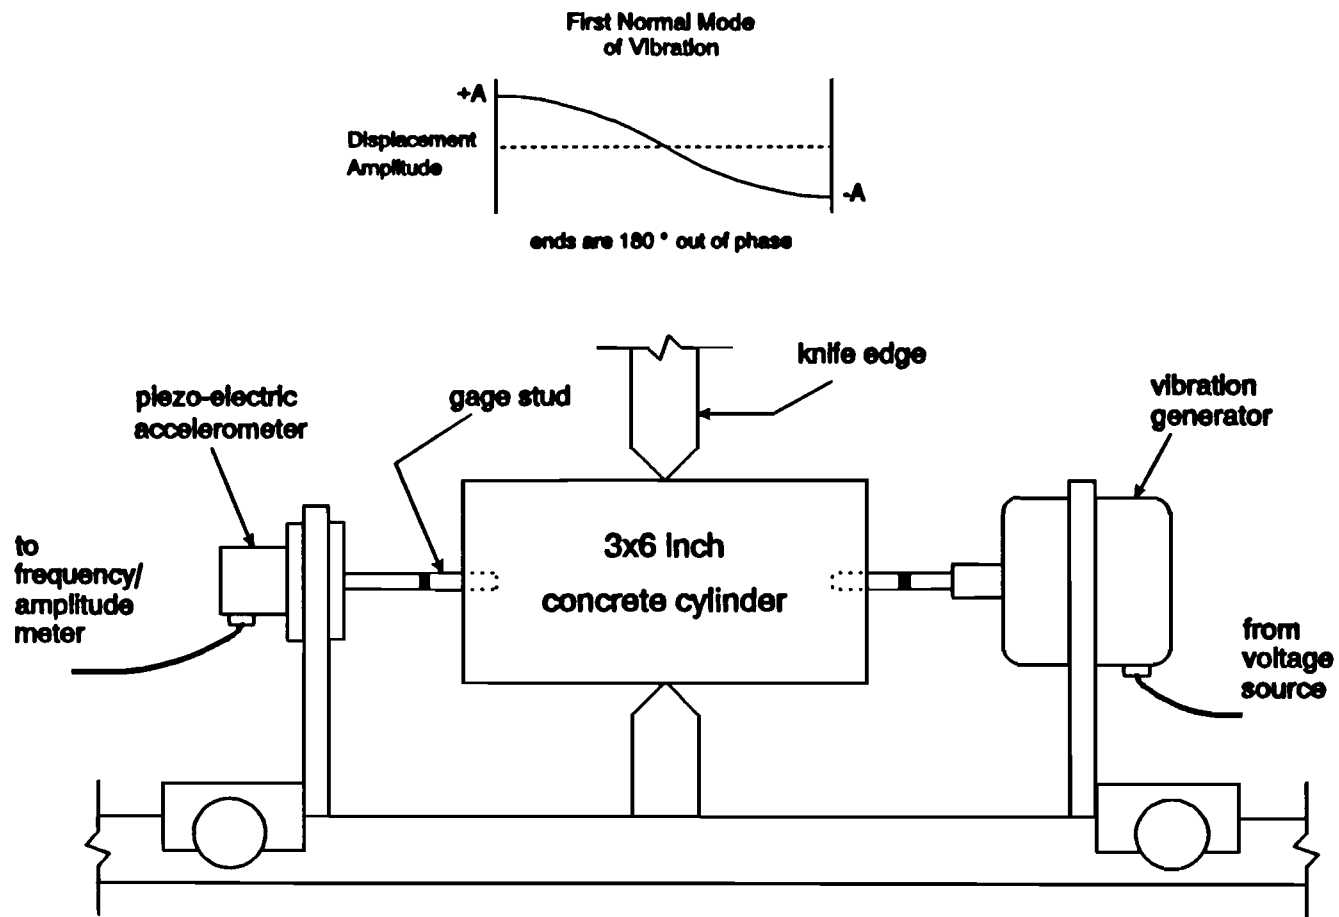 First Normal Mode
of Vibration
+A
Displacement
Amplitude
-A
ends are 180 ° out of phase
knife edge
piezo-electric
accelerometer
gage stud
vibration
generator
to
frequency/
amplitude
meter
3x6 inch
concrete cylinder
from
voltage
source